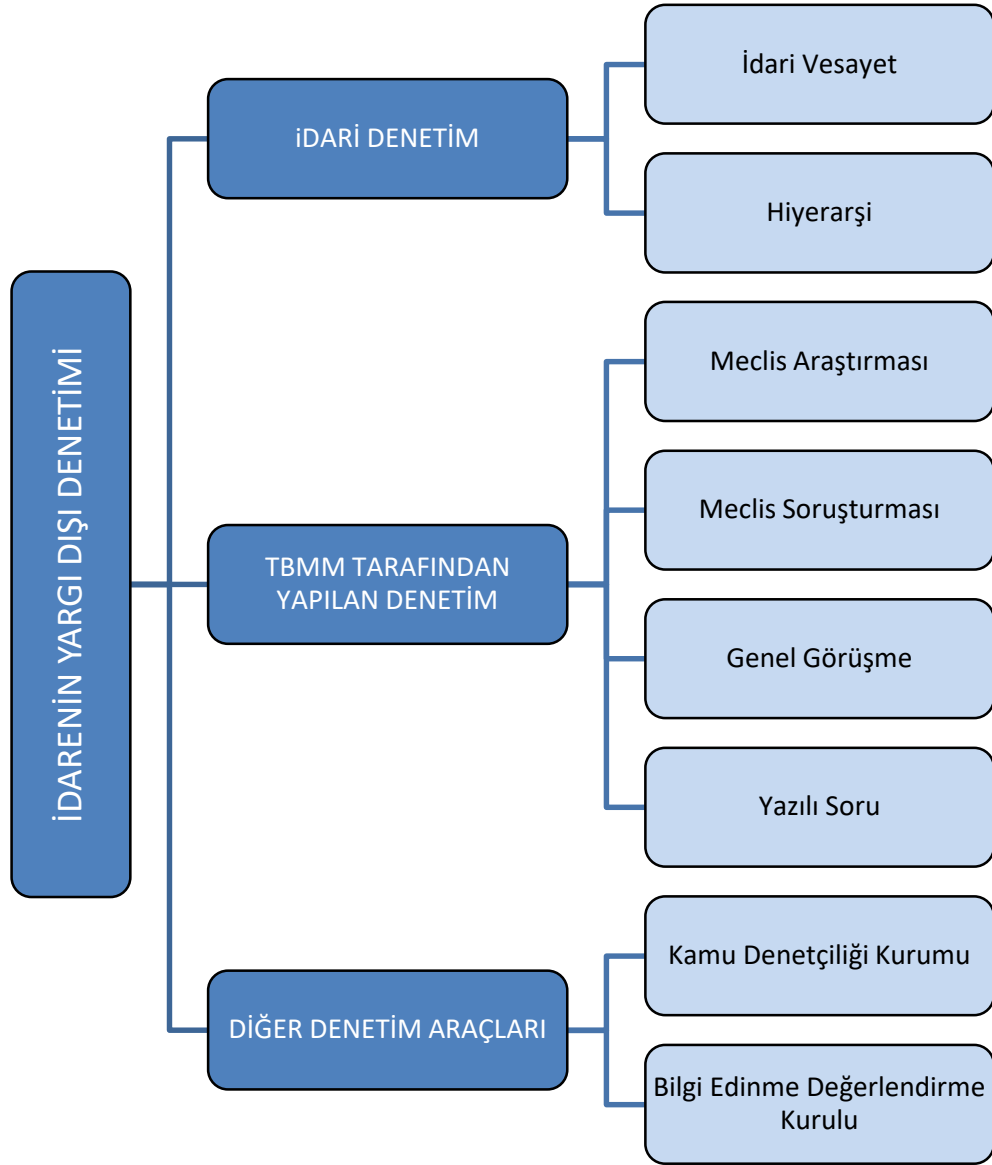 İDARENİN YARGI DIŞI DENETİMİ
iDARİ DENETİM
İdari Vesayet
Hiyerarşi
TBMM TARAFINDAN
YAPILAN DENETİM
Meclis Araştırması
Meclis Soruşturması
Genel Görüşme
Yazılı Soru
DİĞER DENETİM ARAÇLARI
Kamu Denetçiliği Kurumu
Bilgi Edinme Değerlendirme
Kurulu